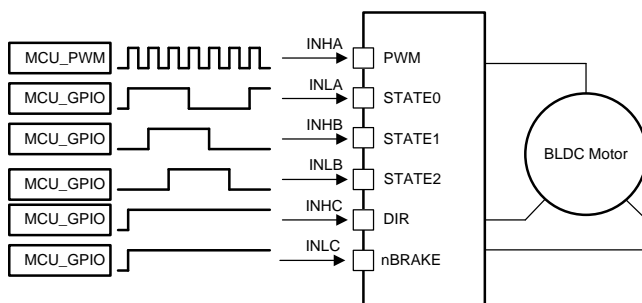 MCU_PWM INHA PWM
MCU_GPIO INLA STATE0
MCU_GPIO INHB STATE1
MCU_GPIO INLB STATE2
MCU_GPIO INHC DIR
MCU_GPIO INLC nBRAKE
BLDC Motor